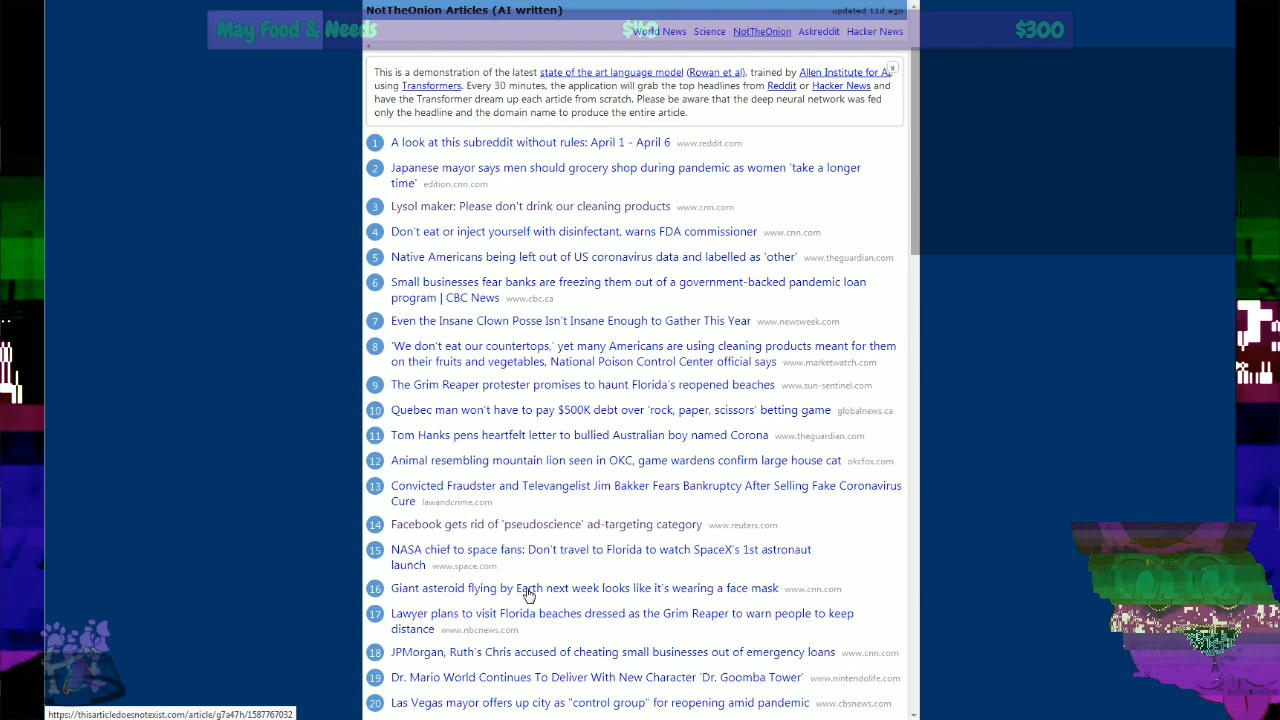 NotTheOnion Articles (AI written)
updated 11d ago
May Food & Needs
$40
$300
World News Science NotTheOnion Askreddit Hacker News
This is a demonstration of the latest state of the art language model (Rowan et al), trained by Allen Institute for AI
using Transformers. Every 30 minutes, the application will grab the top headlines from Reddit or Hacker News and
have the Transformer dream up each article from scratch. Please be aware that the deep neural network was fed
only the headline and the domain name to produce the entire article.
x
1 A look at this subreddit without rules: April 1 - April 6 www.reddit.com
2 Japanese mayor says men should grocery shop during pandemic as women 'take a longer
time' edition.cnn.com
3 Lysol maker: Please don't drink our cleaning products www.cnn.com
4 Don't eat or inject yourself with disinfectant, warns FDA commissioner www.cnn.com
5 Native Americans being left out of US coronavirus data and labelled as 'other' www.theguardian.com
6 Small businesses fear banks are freezing them out of a government-backed pandemic loan
program | CBC News www.cbc.ca
7 Even the Insane Clown Posse Isn't Insane Enough to Gather This Year www.newsweek.com
8 'We don't eat our countertops,' yet many Americans are using cleaning products meant for them
on their fruits and vegetables, National Poison Control Center official says www.marketwatch.com
9 The Grim Reaper protester promises to haunt Florida's reopened beaches www.sun-sentinel.com
10 Quebec man won't have to pay $500K debt over 'rock, paper, scissors' betting game globalnews.ca
11 Tom Hanks pens heartfelt letter to bullied Australian boy named Corona www.theguardian.com
12 Animal resembling mountain lion seen in OKC, game wardens confirm large house cat okcfox.com
13 Convicted Fraudster and Televangelist Jim Bakker Fears Bankruptcy After Selling Fake Coronavirus
Cure lawandcrime.com
14 Facebook gets rid of 'pseudoscience' ad-targeting category www.reuters.com
15 NASA chief to space fans: Don't travel to Florida to watch SpaceX's 1st astronaut
launch www.space.com
16 Giant asteroid flying by Earth next week looks like it's wearing a face mask www.cnn.com
17 Lawyer plans to visit Florida beaches dressed as the Grim Reaper to warn people to keep
distance www.nbcnews.com
18 JPMorgan, Ruth's Chris accused of cheating small businesses out of emergency loans www.cnn.com
19 Dr. Mario World Continues To Deliver With New Character 'Dr. Goomba Tower' www.nintendolife.com
20 Las Vegas mayor offers up city as "control group" for reopening amid pandemic www.cbsnews.com
https://thisarticledoesnotexist.com/article/g7a47h/1587767032